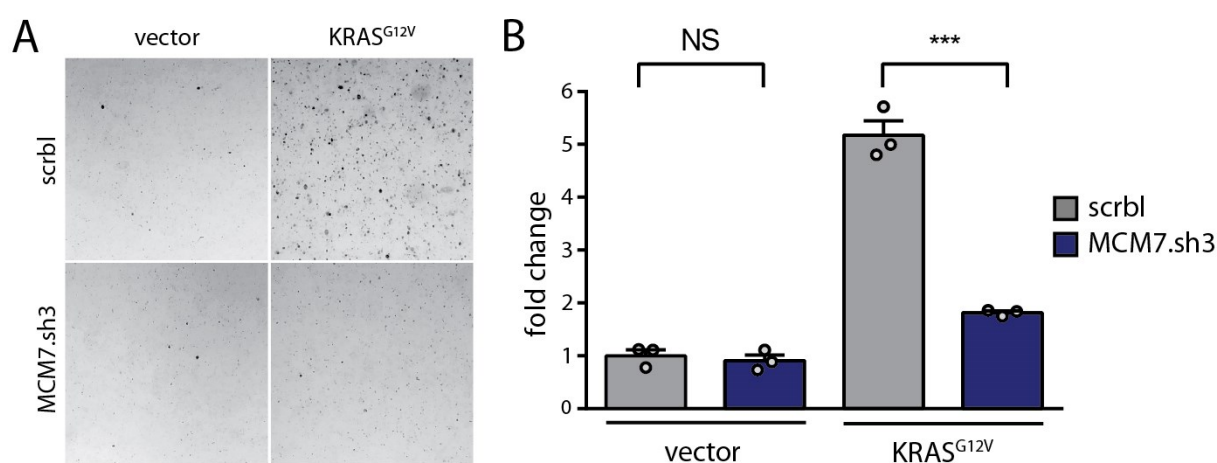 A
vector
KRASG12V
scrbl
MCM7.sh3
B
NS
***
fold change
6
5
4
3
2
1
0
vector
KRASG12V
scrbl
MCM7.sh3